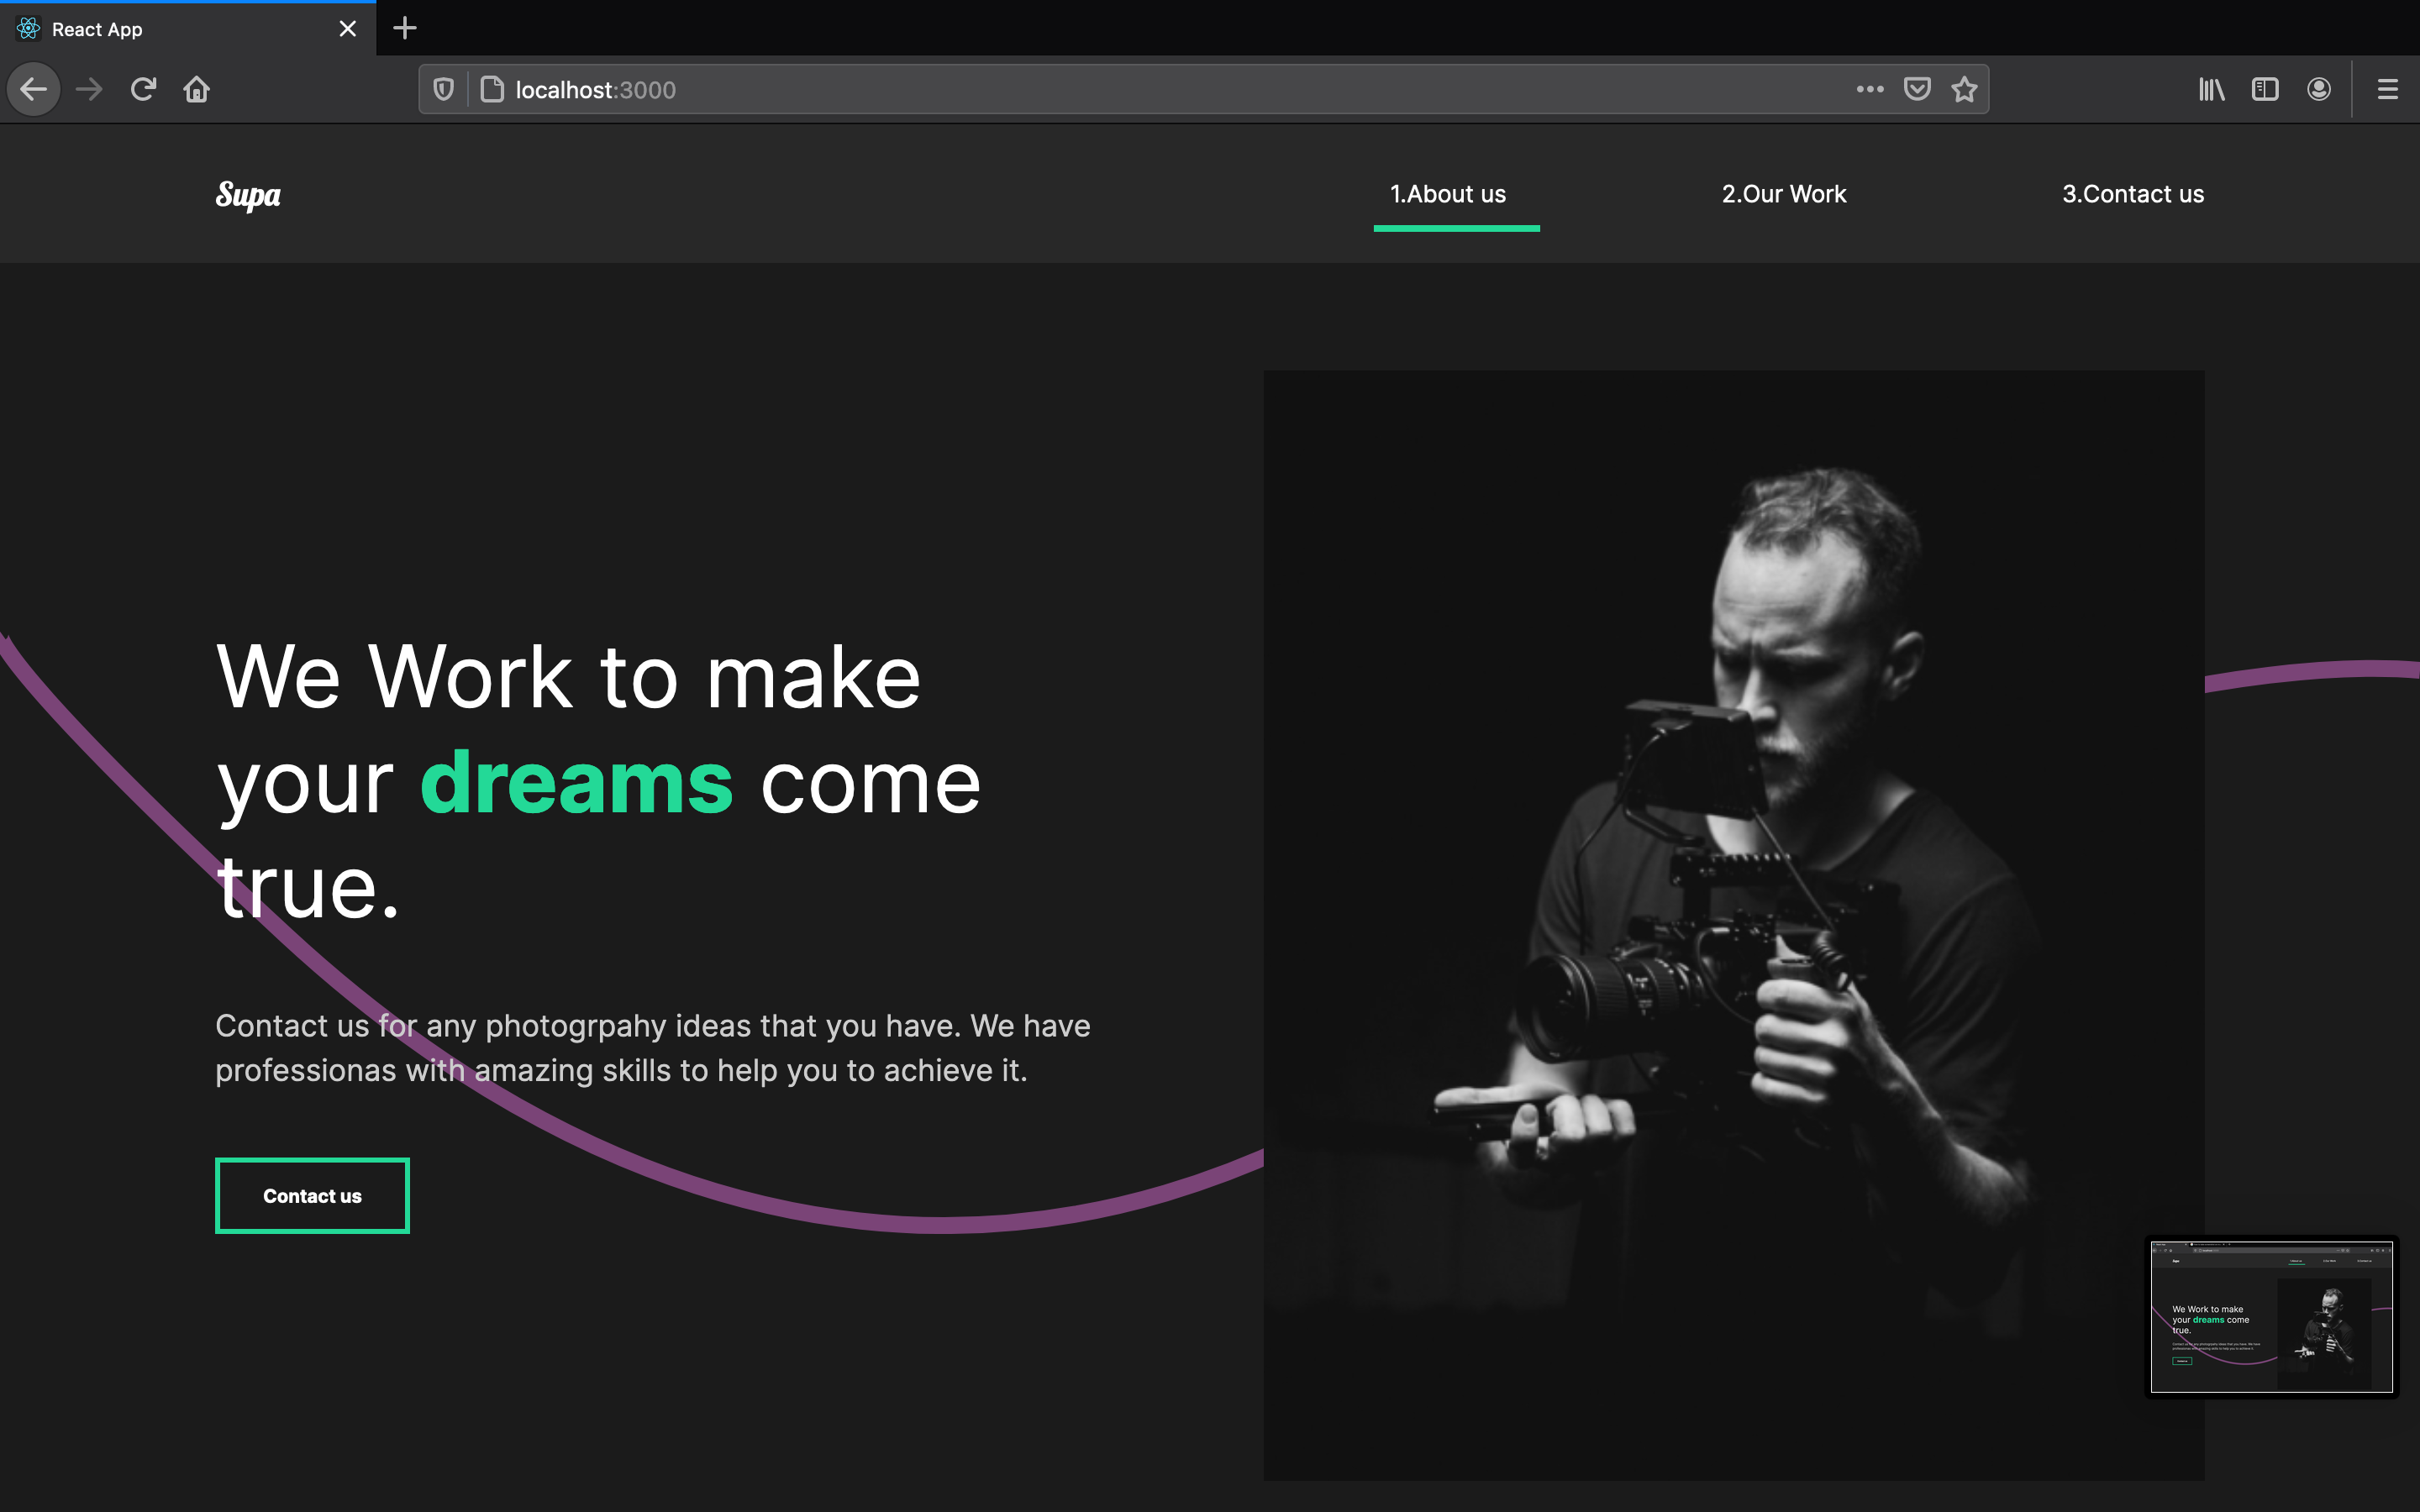 React App
localhost:3000
Supa
1.About us
2.Our Work
3.Contact us
We Work to make
your dreams come
true.
Contact us for any photogrpahy ideas that you have. We have
professionas with amazing skills to help you to achieve it.
Contact us
We Work to make
your dreams come
true.